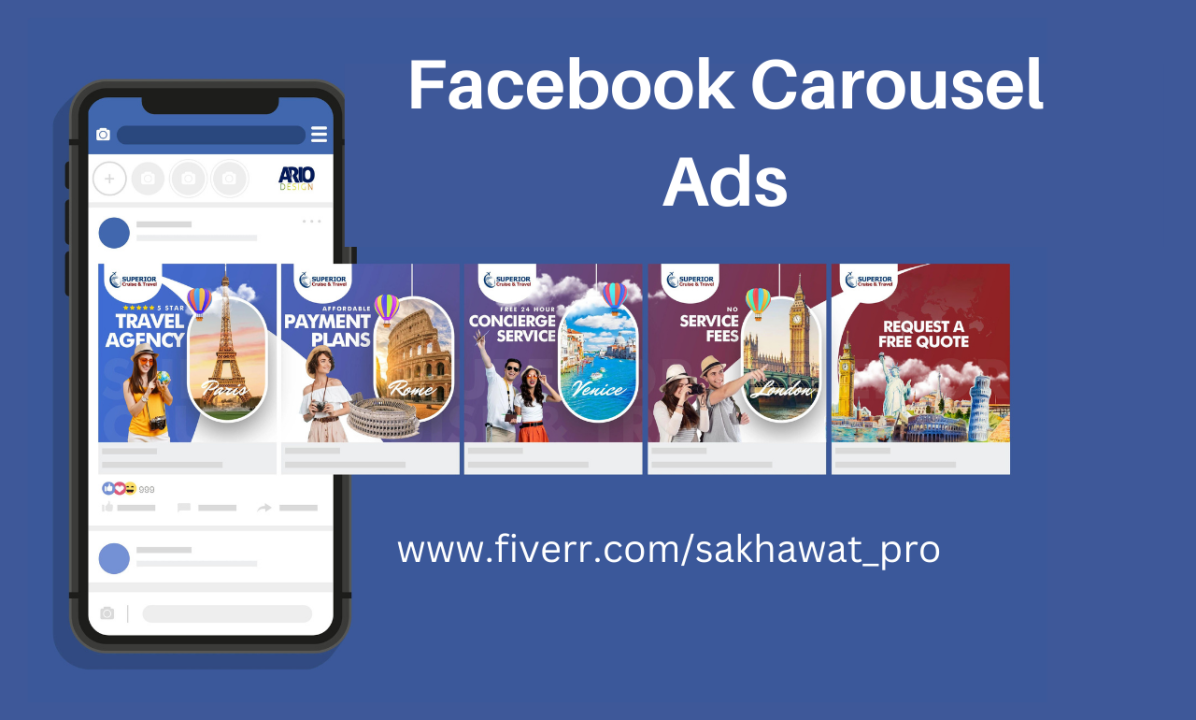 Facebook Carousel
Ads
ARIO
DESIGN
SUPERIOR
Cruise & Travel
★★★★★ 5 STAR
TRAVEL
AGENCY
Paris
SUPERIOR
Cruise & Travel
AFFORDABLE
PAYMENT
PLANS
Rome
SUPERIOR
Cruise & Travel
FREE 24 HOUR
CONCIERGE
SERVICE
Venice
SUPERIOR
Cruise & Travel
NO
SERVICE
FEES
London
SUPERIOR
Cruise & Travel
REQUEST A
FREE QUOTE
999
www.fiverr.com/sakhawat_pro